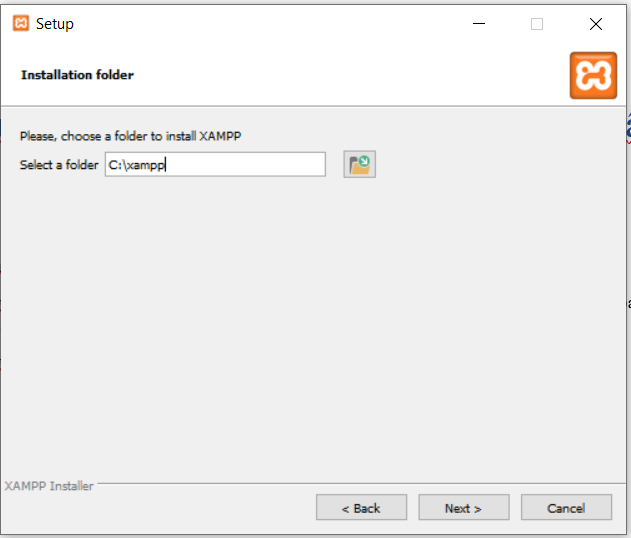 Setup
Installation folder
Please, choose a folder to install XAMPP
Select a folder C:\xampp
XAMPP Installer
< Back Next > Cancel